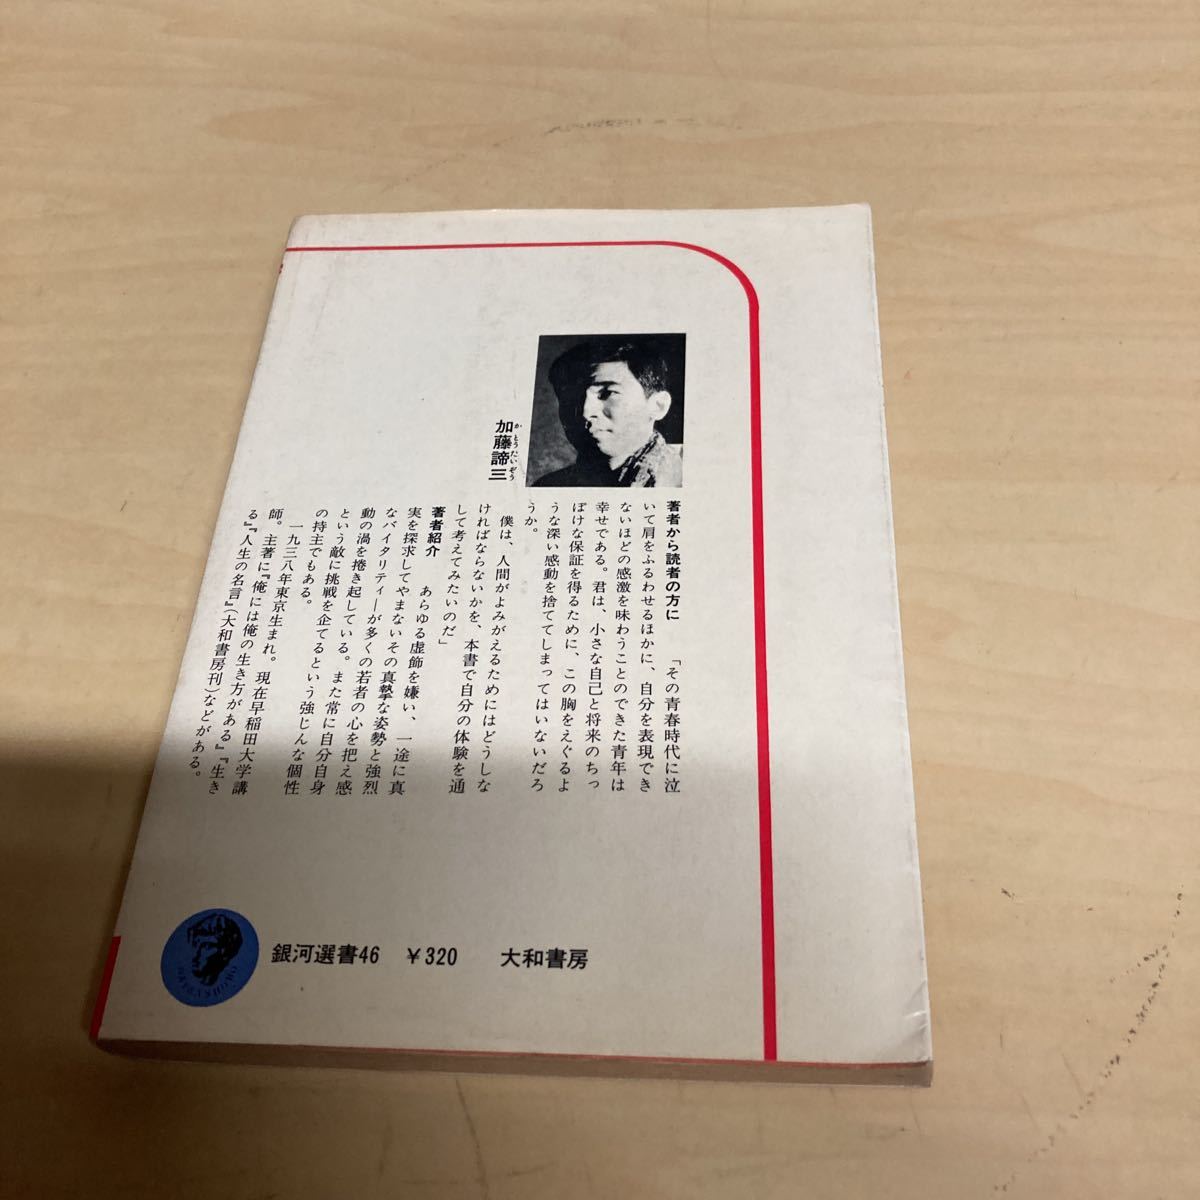 加藤諦三
かとうたいぞう
著者から読者の方に　「その青春時代に泣
いて肩をふるわせるほかに、自分を表現でき
ないほどの感激を味わうことのできた青年は
幸せである。君は、小さな自己と将来のちっ
ぽけな保証を得るために、この胸をえぐるよ
うな深い感動を捨ててしまってはいないだろ
うか。
僕は、人間がよみがえるためにはどうしな
ければならないかを、本書で自分の体験を通
して考えてみたいのだ」
著者紹介　あらゆる虚飾を嫌い、一途に真
実を探求してやまないその真摯な姿勢と強烈
なバイタリティーが多くの若者の心を把え感
動の渦を捲き起している。また常に自分自身
という敵に挑戦を企てるという強じんな個性
の持主でもある。
一九三八年東京生まれ。現在早稲田大学講
師。主著に『俺には俺の生き方がある』『生き
る』『人生の名言』(大和書房刊)などがある。
銀河選書46　¥320　大和書房